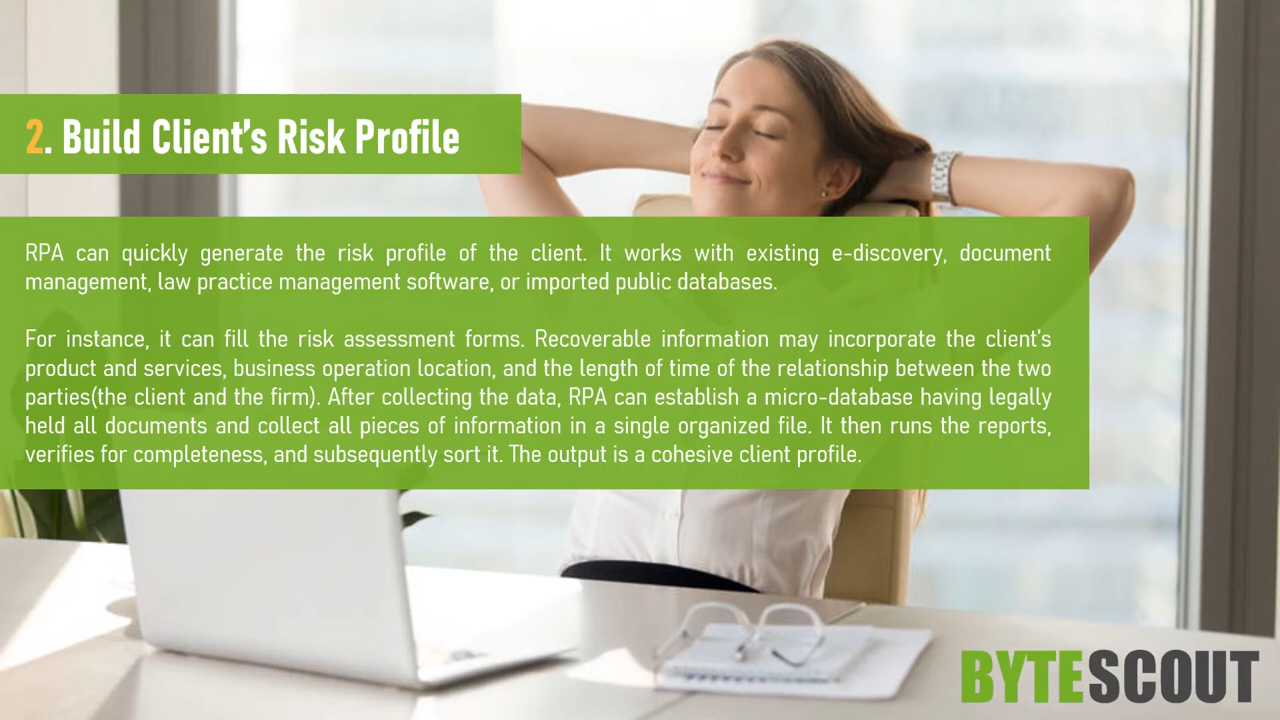 2. Build Client's Risk Profile
RPA can quickly generate the risk profile of the client. It works with existing e-discovery, document
management, law practice management software, or imported public databases.
For instance, it can fill the risk assessment forms. Recoverable information may incorporate the client's
product and services, business operation location, and the length of time of the relationship between the two
parties(the client and the firm). After collecting the data, RPA can establish a micro-database having legally
held all documents and collect all pieces of information in a single organized file. It then runs the reports,
verifies for completeness, and subsequently sort it. The output is a cohesive client profile.
BYTESCOUT